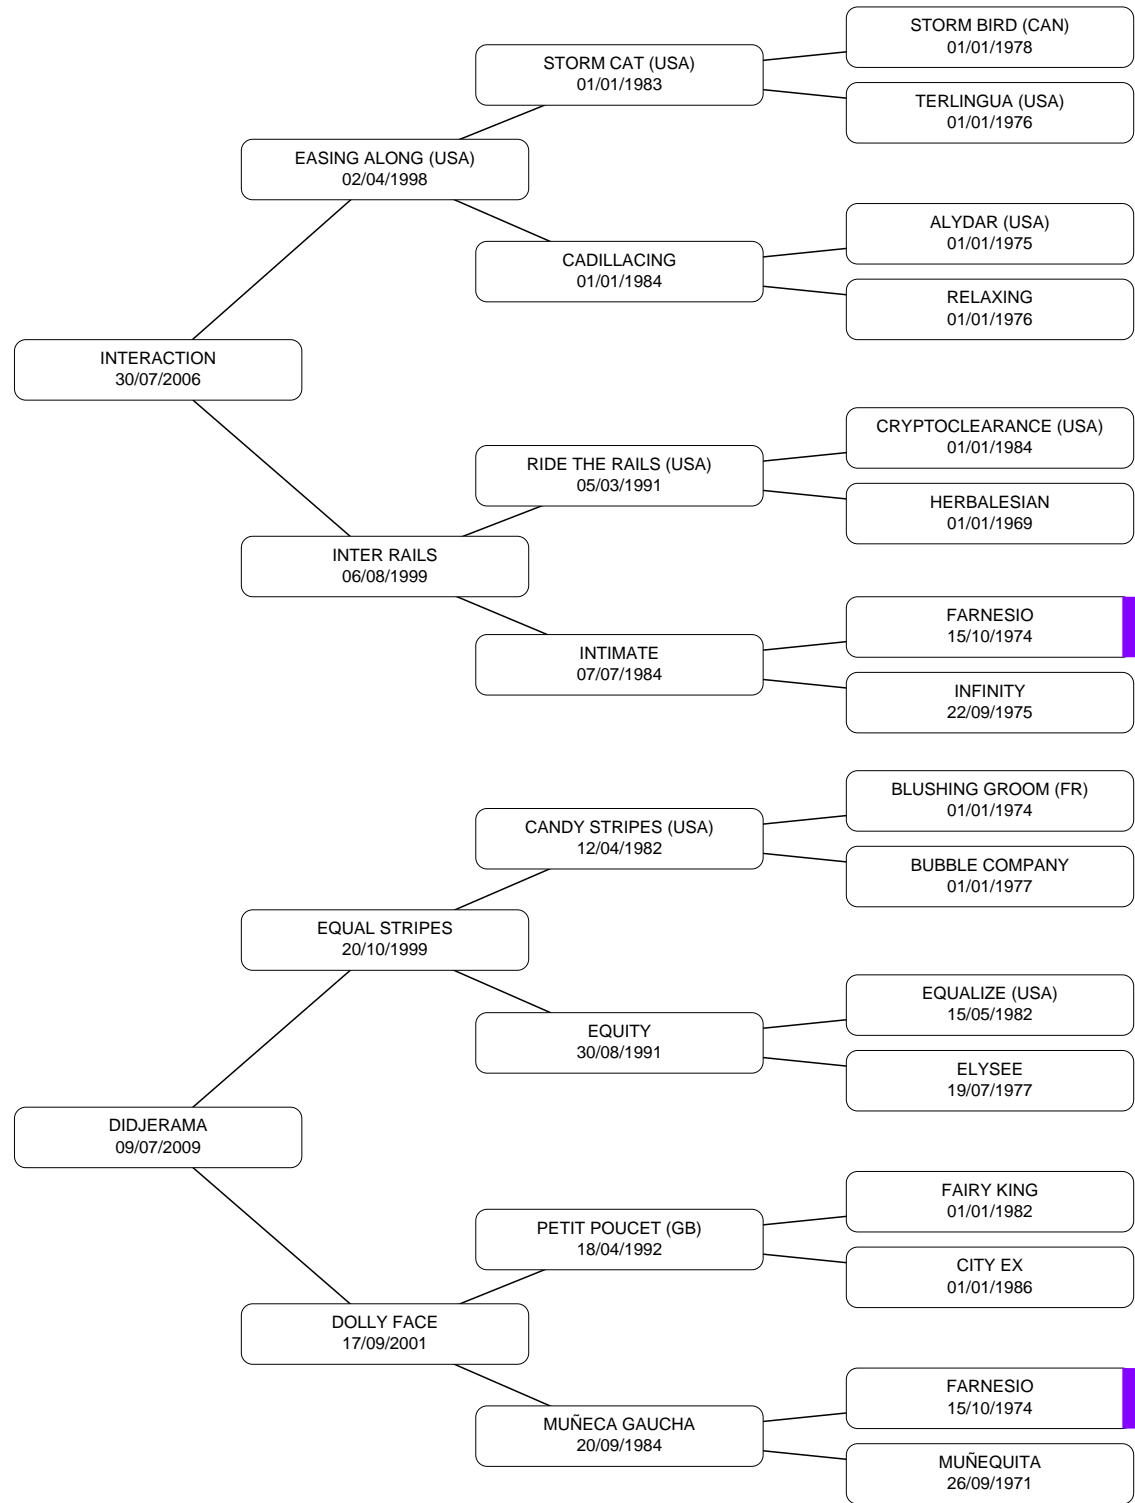 STORM BIRD (CAN)
01/01/1978
STORM CAT (USA)
01/01/1983
TERLINGUA (USA)
01/01/1976
EASING ALONG (USA)
02/04/1998
ALYDAR (USA)
01/01/1975
CADILLACING
01/01/1984
RELAXING
01/01/1976
INTERACTION
30/07/2006
CRYPTOCLEARANCE (USA)
01/01/1984
RIDE THE RAILS (USA)
05/03/1991
HERBALESIAN
01/01/1969
INTER RAILS
06/08/1999
FARNESIO
15/10/1974
INTIMATE
07/07/1984
INFINITY
22/09/1975
BLUSHING GROOM (FR)
01/01/1974
CANDY STRIPES (USA)
12/04/1982
BUBBLE COMPANY
01/01/1977
EQUAL STRIPES
20/10/1999
EQUALIZE (USA)
15/05/1982
EQUITY
30/08/1991
ELYSEE
19/07/1977
DIDJERAMA
09/07/2009
FAIRY KING
01/01/1982
PETIT POUCET (GB)
18/04/1992
CITY EX
01/01/1986
DOLLY FACE
17/09/2001
FARNESIO
15/10/1974
MUÑECA GAUCHA
20/09/1984
MUÑEQUITA
26/09/1971